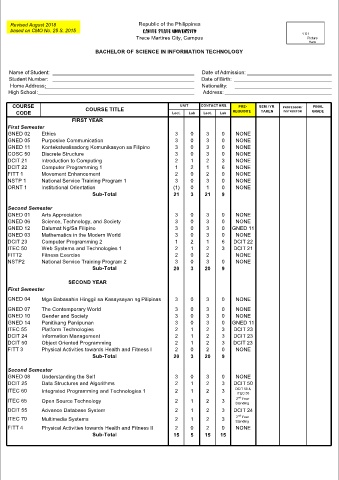 Revised August 2018
based on CMO No. 25 S. 2015
Republic of the Philippines
CAVITE STATE UNIVERSITY
Trece Martires City, Campus
1 X 1
Picture
Here
BACHELOR OF SCIENCE IN INFORMATION TECHNOLOGY
Name of Student: Date of Admission:
Student Number: Date of Birth:
Home Address: Nationality:
High School: Address:
COURSE CODE COURSE TITLE UNIT CONTACT HRS. PRE-REQUISITE SEM / YR TAKEN PROFESSOR/ INSTRUCTOR FINAL GRADE
Lect. Lab Lect. Lab
FIRST YEAR
First Semester
GNED 02 Ethics 3 0 3 0 NONE
GNED 05 Purposive Communication 3 0 3 0 NONE
GNED 11 Kontekstwalisadong Komunikasyon sa Filipino 3 0 3 0 NONE
COSC 50 Discrete Structure 3 0 3 0 NONE
DCIT 21 Introduction to Computing 2 1 2 3 NONE
DCIT 22 Computer Programming 1 1 2 1 6 NONE
FITT 1 Movement Enhancement 2 0 2 0 NONE
NSTP 1 National Service Training Program 1 3 0 3 0 NONE
ORNT 1 Institutional Orientation (1) 0 1 0 NONE
Sub-Total 21 3 21 9
Second Semester
GNED 01 Arts Appreciation 3 0 3 0 NONE
GNED 06 Science, Technology, and Society 3 0 3 0 NONE
GNED 12 Dalumat Ng/Sa Filipino 3 0 3 0 GNED 11
GNED 03 Mathematics in the Modern World 3 0 3 0 NONE
DCIT 23 Computer Programming 2 1 2 1 6 DCIT 22
ITEC 50 Web Systems and Technologies 1 2 1 2 3 DCIT 21
FITT2 Fitness Exercise 2 0 2 NONE
NSTP2 National Service Training Program 2 3 0 3 0 NONE
Sub-Total 20 3 20 9
SECOND YEAR
First Semester
GNED 04 Mga Babasahin Hinggil sa Kasaysayan ng Pilipinas 3 0 3 0 NONE
GNED 07 The Contemporary World 3 0 3 0 NONE
GNED 10 Gender and Society 3 0 3 0 NONE
GNED 14 Panitikang Panlipunan 3 0 3 0 GNED 11
ITEC 55 Platform Technologies 2 1 2 3 DCIT 23
DCIT 24 Information Management 2 1 2 3 DCIT 23
DCIT 50 Object Oriented Programming 2 1 2 3 DCIT 23
FITT 3 Physical Activities towards Health and Fitness I 2 0 2 0 NONE
Sub-Total 20 3 20 9
Second Semester
GNED 08 Understanding the Self 3 0 3 0 NONE
DCIT 25 Data Structures and Algorithms 2 1 2 3 DCIT 50
ITEC 60 Integrated Programming and Technologies 1 2 1 2 3 DCIT 50 & ITEC 50
ITEC 65 Open Source Technology 2 1 2 3 2nd Year Standing
DCIT 55 Advance Database System 2 1 2 3 DCIT 24
ITEC 70 Multimedia Systems 2 1 2 3 2nd Year Standing
FITT 4 Physical Activities towards Health and Fitness II 2 0 2 0 NONE
Sub-Total 15 5 15 15